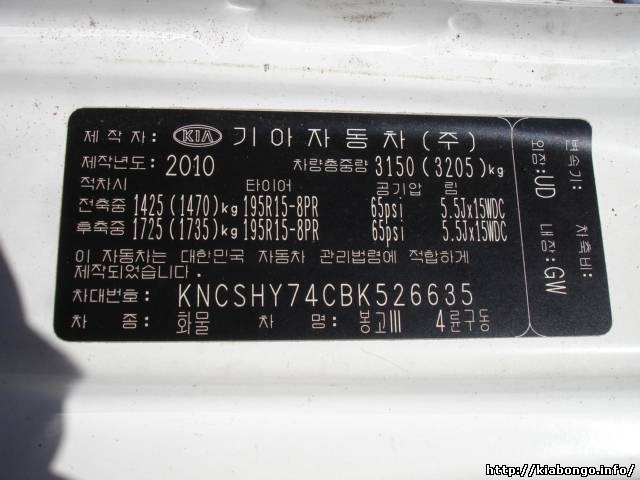 제 작 자: KIA 기아자동차(주)
제작년도: 2010 차량총중량 3150(3205)kg
적차시 타이어 공기압 림
전축중 1425(1470)kg 195R15-8PR 65psi 5.5Jx15WDC
후축중 1725(1735)kg 195R15-8PR 65psi 5.5Jx15WDC
이 자동차는 대한민국 자동차 관리법령에 적합하게
제작되었습니다.
차대번호: KNCSHY74CBK526635
차 종: 화물 차 명: 봉고Ⅲ 4륜구동
변속기: 차축비:
외장: UD 내장: GW
http://kiabongo.my1.ru/